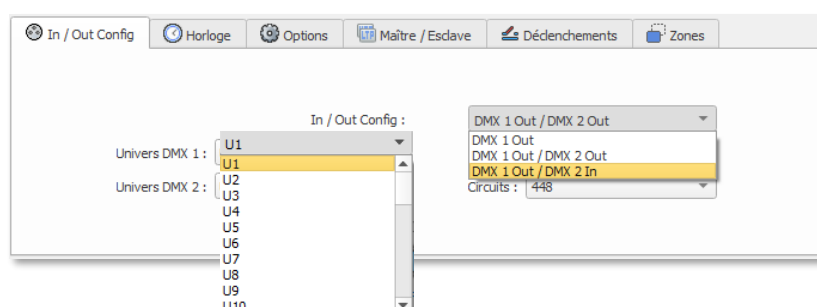 In / Out Config Horloge Options Maître / Esclave Déclenchements Zones
In / Out Config : DMX 1 Out / DMX 2 Out
Univers DMX 1 : U1
DMX 1 Out
DMX 1 Out / DMX 2 Out
DMX 1 Out / DMX 2 In
Univers DMX 2 : Circuits : 448
U1
U2
U3
U4
U5
U6
U7
U8
U9
U10